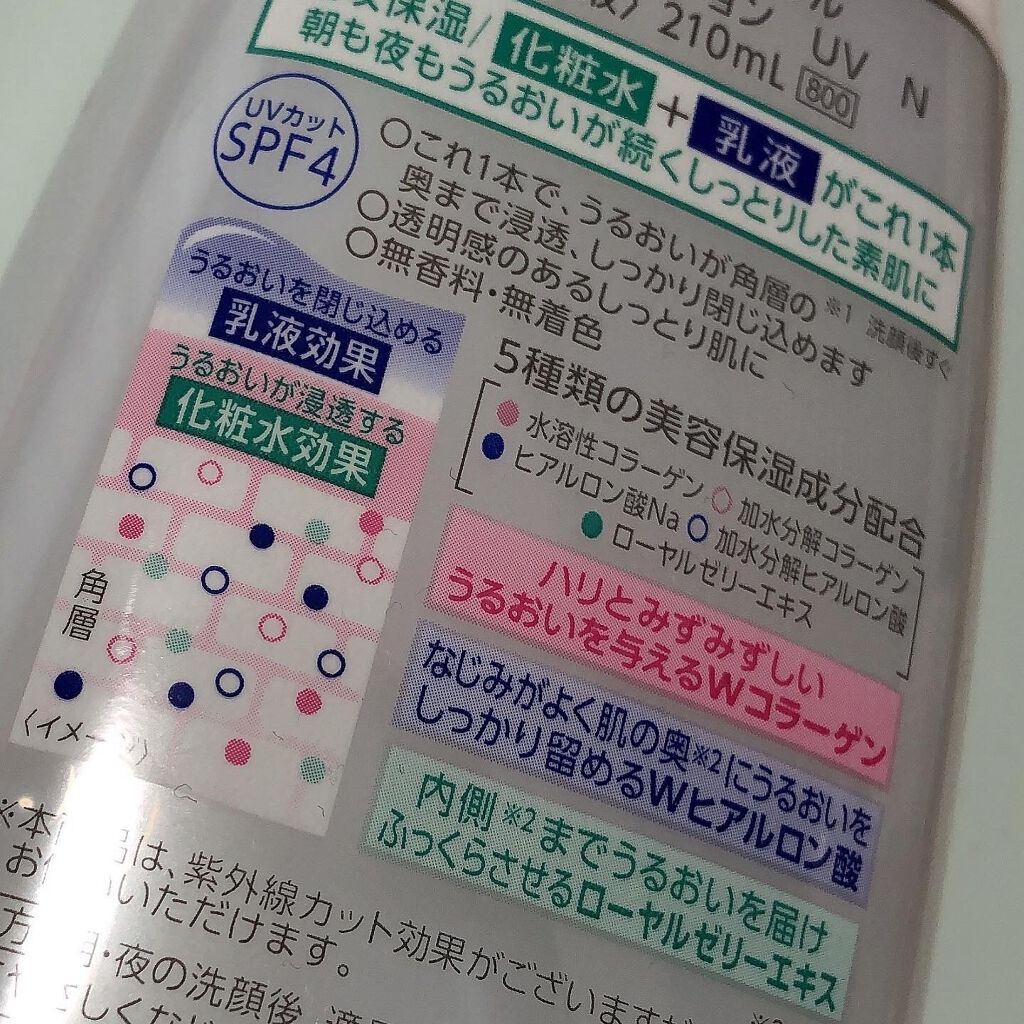 ョン
ル
UV N
210mL 800
保湿/化粧水+乳液がこれ1本
朝も夜もうるおいが続くしっとりした素肌に
UVカット
SPF4
○これ1本で、うるおいが角層の※1
奥まで浸透、しっかり閉じ込めます
○透明感のあるしっとり肌に
○無香料・無着色
洗顔後すぐ
うるおいを閉じ込める
乳液効果
うるおいが浸透する
化粧水効果
角層
〈イメージ〉
5種類の美容保湿成分配合
水溶性コラーゲン 加水分解コラーゲン
ヒアルロン酸Na 加水分解ヒアルロン酸
ローヤルゼリーエキス
ハリとみずみずしい
うるおいを与えるWコラーゲン
なじみがよく肌の奥※2にうるおいを
しっかり留めるWヒアルロン酸
内側※2までうるおいを届け
ふっくらさせるローヤルゼリーエキス
※本品は、紫外線カット効果がございますが
いただけます。
・夜の洗顔後、適